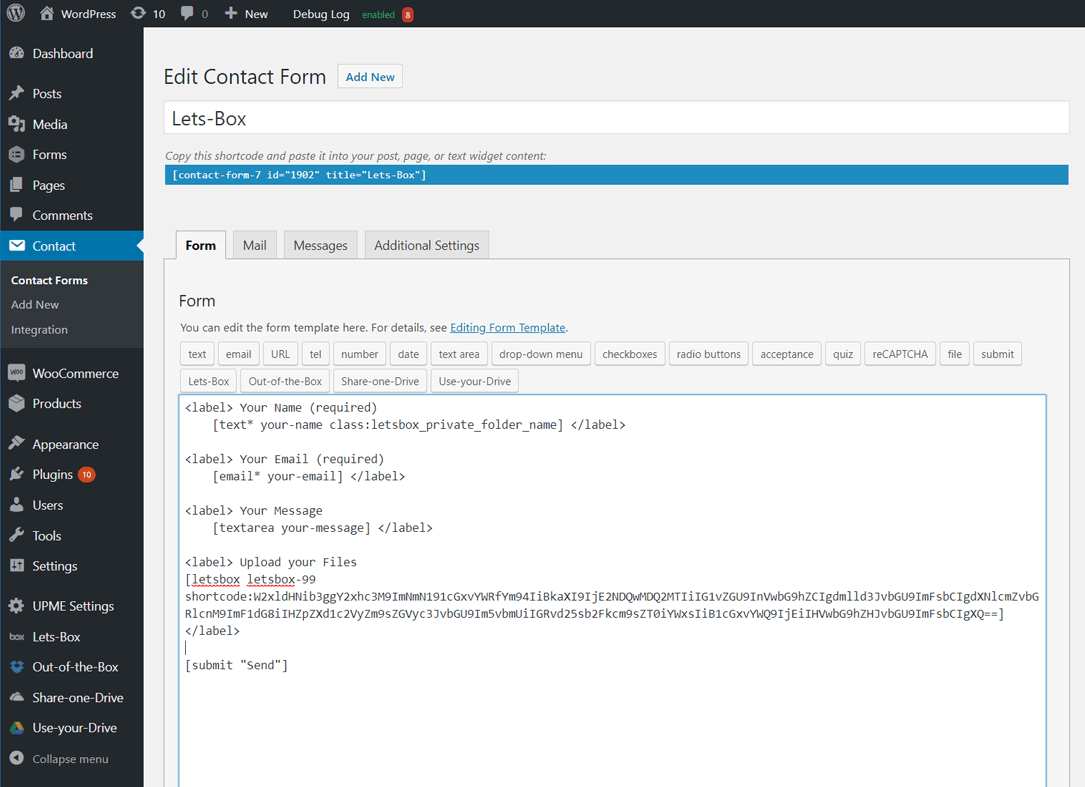 WordPress 10 0 New Debug Log enabled 8
Dashboard
Posts
Media
Forms
Pages
Comments
Contact
Contact Forms
Add New
Integration
WooCommerce
Products
Appearance
Plugins 10
Users
Tools
Settings
UPME Settings
Lets-Box
Out-of-the-Box
Share-one-Drive
Use-your-Drive
Collapse menu
Edit Contact Form Add New
Lets-Box
Copy this shortcode and paste it into your post, page, or text widget content:
[contact-form-7 id="1902" title="Lets-Box"]
Form Mail Messages Additional Settings
Form
You can edit the form template here. For details, see Editing Form Template.
text email URL tel number date text area drop-down menu checkboxes radio buttons acceptance quiz reCAPTCHA file submit
Lets-Box Out-of-the-Box Share-one-Drive Use-your-Drive
<label> Your Name (required)
[text* your-name class:letsbox_private_folder_name] </label>
<label> Your Email (required)
[email* your-email] </label>
<label> Your Message
[textarea your-message] </label>
<label> Upload your Files
[letsbox letsbox-99
shortcode:W2xldHNib3ggY2xhc3M9ImNmN191cGxvYWRfYm94IiBkaXI9IjE2NDQwMDQ2MTIiIG1vZGU9InVwbG9hZCIgdmlld3JvbGU9ImFsbCIgdXNlcmZvbG
RlcnM9ImF1dG8iIHZpZXd1c2VyZm9sZGVyc3JvbGU9Im5vbmUiIGRvd25sb2Fkcm9sZT0iYWxsIiB1cGxvYWQ9IjEiIHVwbG9hZHJvbGU9ImFsbCIgXQ==]
</label>
[submit "Send"]